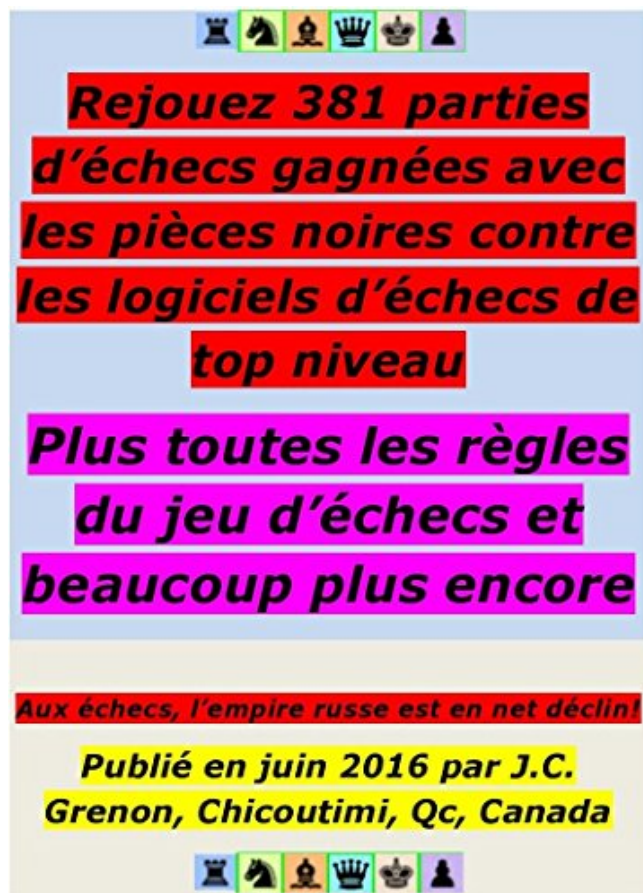 Rejouez 381 parties
d’échecs gagnées avec
les pièces noires contre
les logiciels d’échecs de
top niveau
Plus toutes les règles
du jeu d’échecs et
beaucoup plus encore
Aux échecs, l’empire russe est en net déclin!
Publié en juin 2016 par J.C.
Grenon, Chicoutimi, Qc, Canada